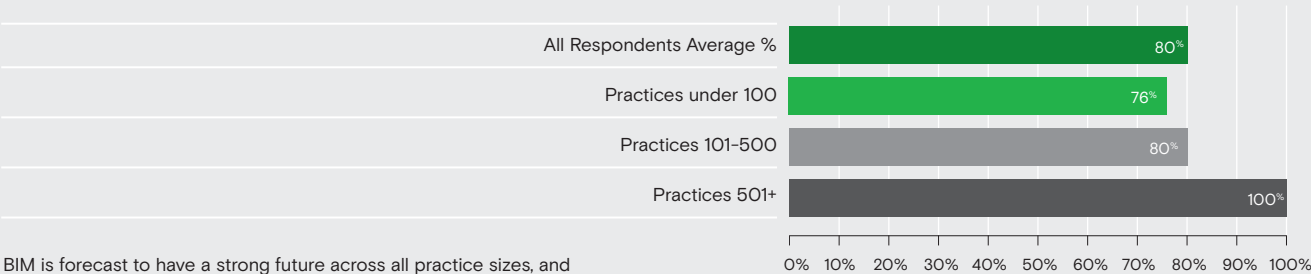 All Respondents Average % 80%
Practices under 100 76%
Practices 101-500 80%
Practices 501+ 100%
0% 10% 20% 30% 40% 50% 60% 70% 80% 90% 100%
BIM is forecast to have a strong future across all practice sizes, and